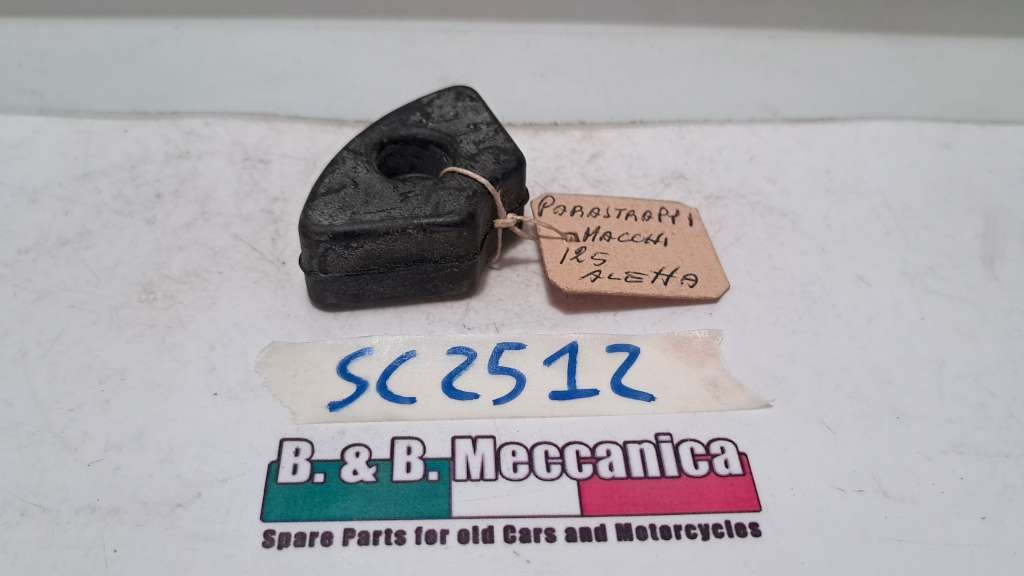 PARASTRAPPI
MACCHI
125
ALETTA
SC2512
B. & B. Meccanica
Spare Parts for old Cars and Motorcycles